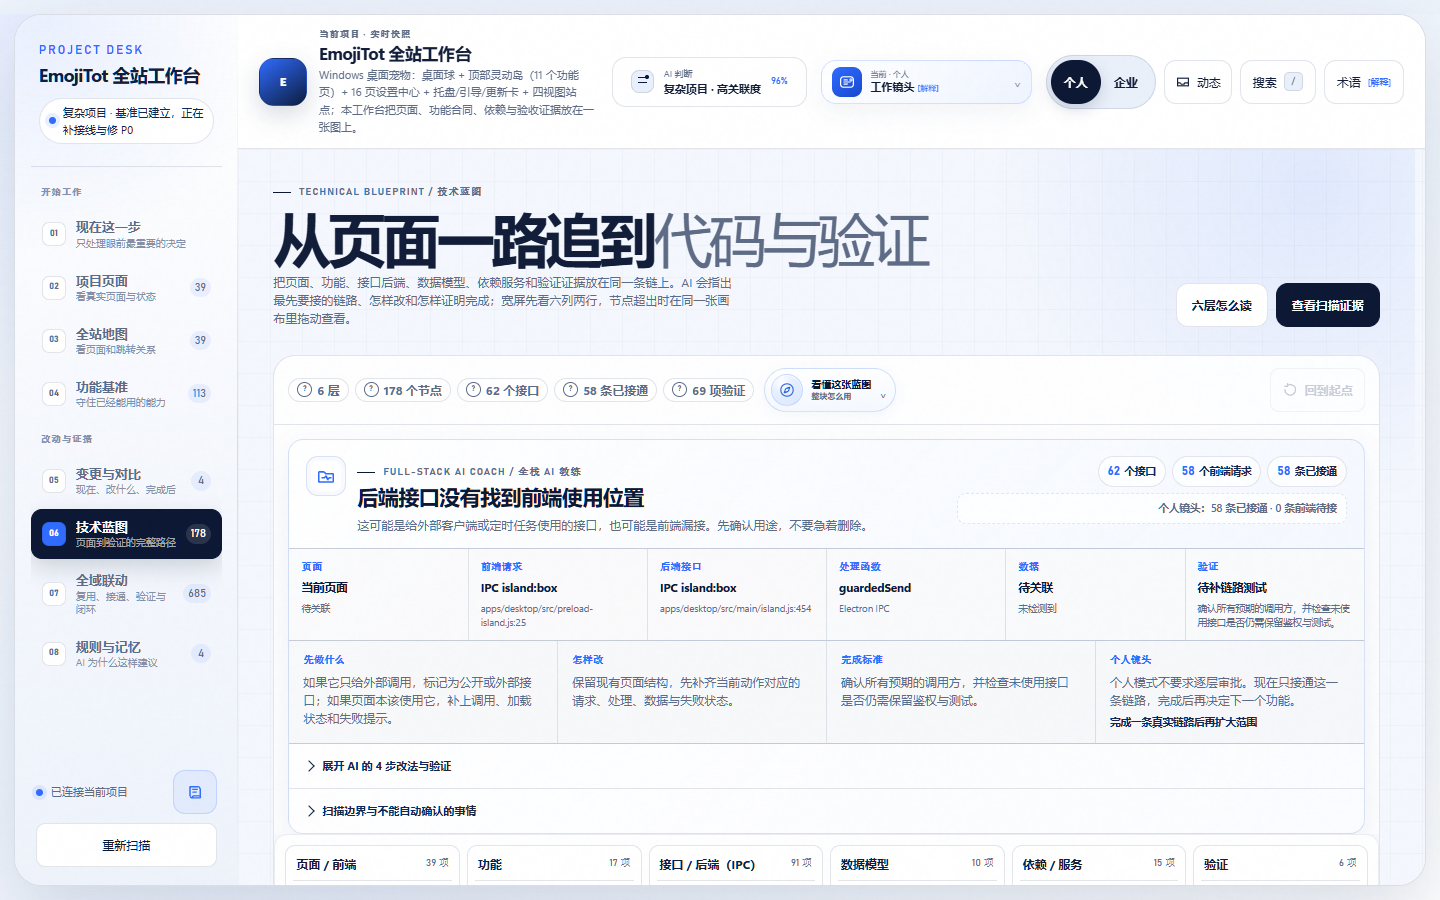 PROJECT DESK
EmojiTot 全站工作台
复杂项目 · 基准已建立，正在
补接线与修 P0
开始工作
01
现在这一步
只处理眼前最重要的决定
02
项目页面
看真实页面与状态
39
03
全站地图
看页面和跳转关系
39
04
功能基准
守住已经能用的能力
113
改动与证据
05
变更与对比
现在、改什么、完成后
4
06
技术蓝图
页面到验证的完整路径
178
07
全域联动
复用、接通、验证与
闭环
685
08
规则与记忆
AI 为什么这样建议
4
已连接当前项目
重新扫描
E
当前项目 · 实时快照
EmojiTot 全站工作台
Windows 桌面宠物：桌面球 + 顶部灵动岛（11 个功能
页）+ 16 页设置中心 + 托盘/引导/更新卡 + 四视图站
点；本工作台把页面、功能合同、依赖与验收证据放在一
张图上。
AI 判断
复杂项目 · 高关联度
96%
当前 · 个人
工作镜头 [解释]
个人
企业
动态
搜索 /
术语 [解释]
TECHNICAL BLUEPRINT / 技术蓝图
从页面一路追到代码与验证
把页面、功能、接口后端、数据模型、依赖服务和验证证据放在同一条链上。AI 会指出
最先要接的链路、怎样改和怎样证明完成；宽屏先看六列两行，节点超出时在同一张画
布里拖动查看。
六层怎么读
查看扫描证据
? 6 层
? 178 个节点
? 62 个接口
? 58 条已接通
? 69 项验证
看懂这张蓝图
整块怎么用
回到起点
FULL-STACK AI COACH / 全栈 AI 教练
后端接口没有找到前端使用位置
这可能是给外部客户端或定时任务使用的接口，也可能是前端漏接。先确认用途，不要急着删除。
62 个接口
58 个前端请求
58 条已接通
个人镜头：58 条已接通 · 0 条前端待接
页面
当前页面
待关联
前端请求
IPC island:box
apps/desktop/src/preload-
island.js:25
后端接口
IPC island:box
apps/desktop/src/main/island.js:454
处理函数
guardedSend
Electron IPC
数据
待关联
未检测到
验证
待补链路测试
确认所有预期的调用方，并检查未使
用接口是否仍需保留鉴权与测试。
先做什么
如果它只给外部调用，标记为公开或外部接
口；如果页面本该使用它，补上调用、加载
状态和失败提示。
怎样改
保留现有页面结构，先补齐当前动作对应的
请求、处理、数据与失败状态。
完成标准
确认所有预期的调用方，并检查未使用接口
是否仍需保留鉴权与测试。
个人镜头
个人模式不要求逐层审批。现在只接通这一
条链路，完成后再决定下一个功能。
完成一条真实链路后再扩大范围
展开 AI 的 4 步改法与验证
扫描边界与不能自动确认的事情
页面 / 前端
39 项
功能
17 项
接口 / 后端（IPC）
91 项
数据模型
10 项
依赖 / 服务
15 项
验证
6 项